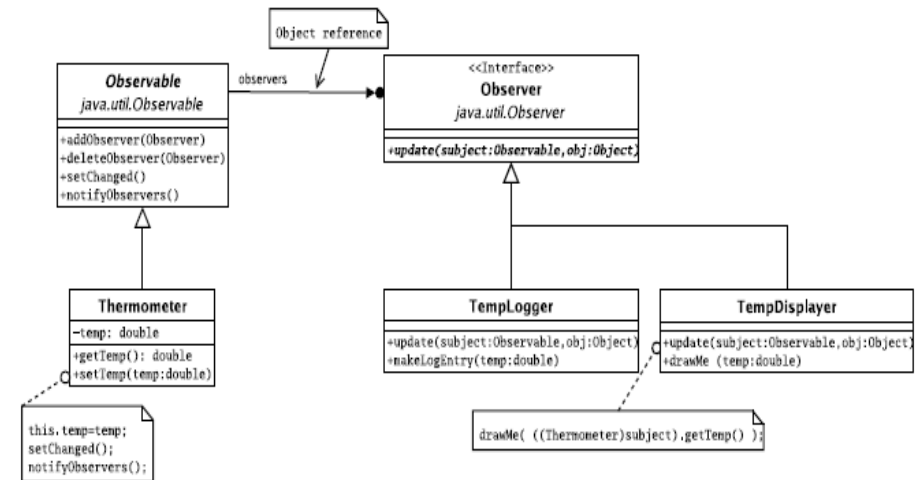 Object reference
Observable
java.util.Observable
+addObserver(Observer)
+deleteObserver(Observer)
+setChanged()
+notifyObservers()
observers
<<Interface>>
Observer
java.util.Observer
+update(subject:Observable,obj:Object)
Thermometer
-temp: double
+getTemp(): double
+setTemp(temp:double)
this.temp=temp;
setChanged();
notifyObservers();
TempLogger
+update(subject:Observable,obj:Object)
+makeLogEntry(temp:double)
TempDisplayer
+update(subject:Observable,obj:Object)
+drawMe (temp:double)
drawMe( ((Thermometer)subject).getTemp() );